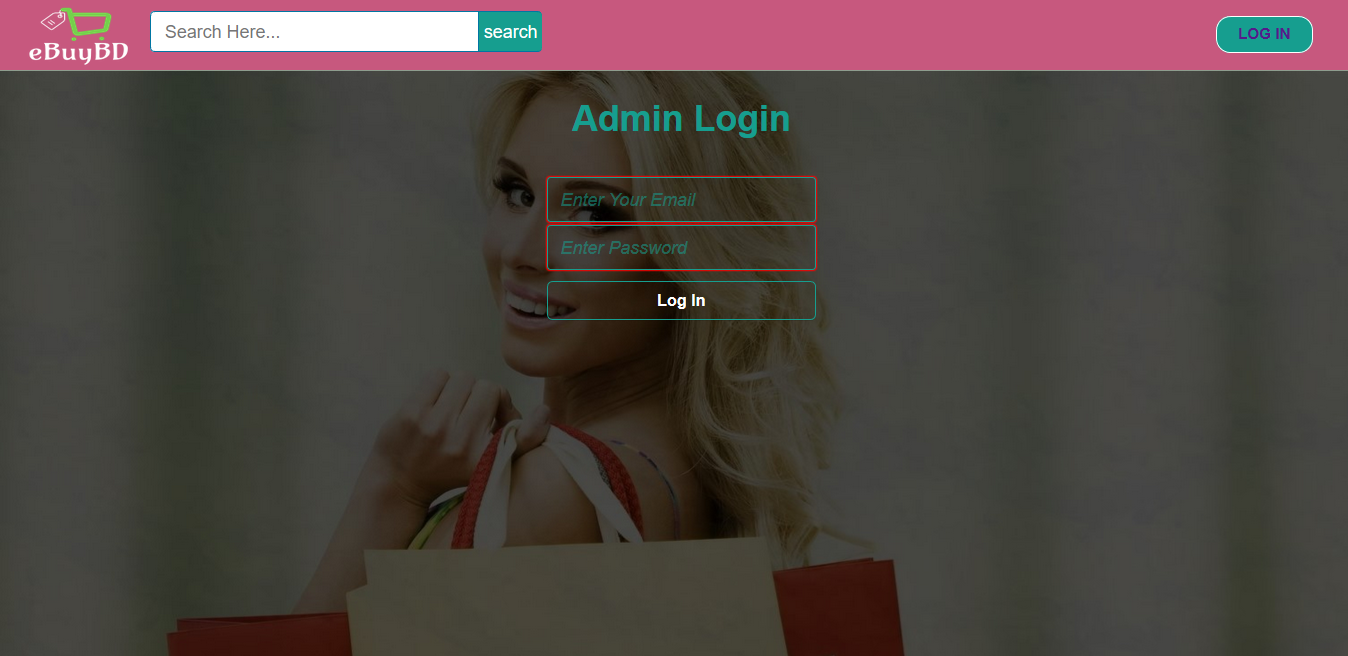 eBuyBD
Search Here...
search
LOG IN
Admin Login
Enter Your Email
Enter Password
Log In